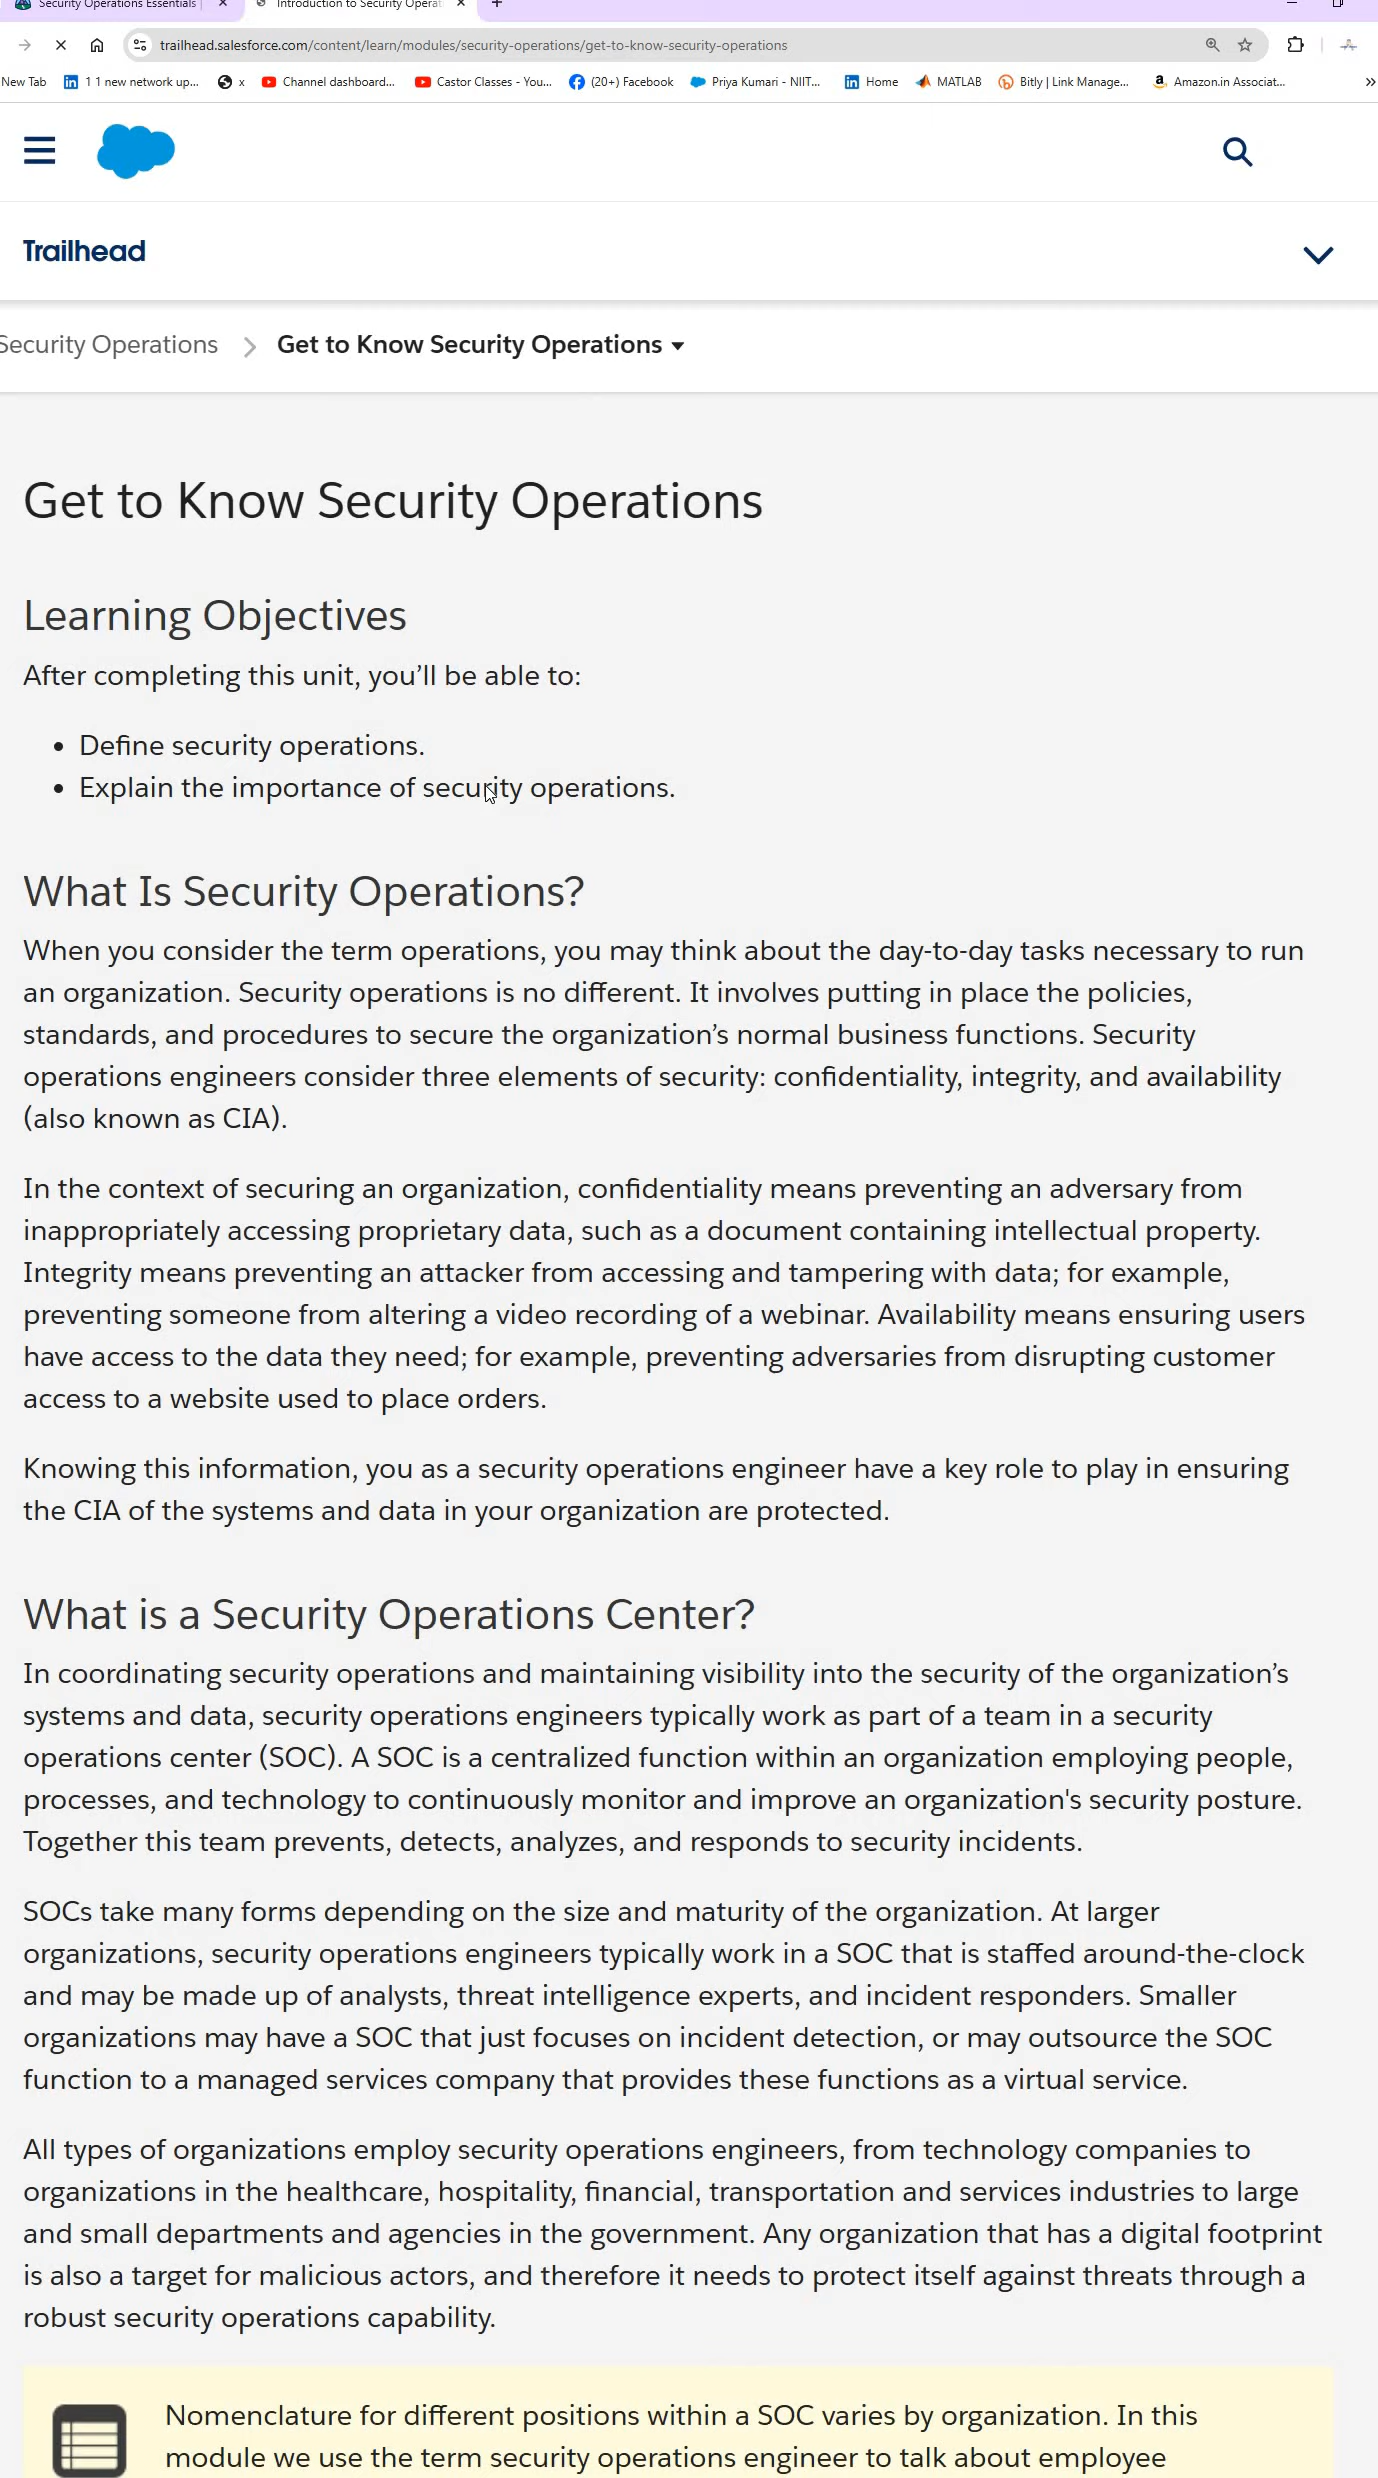 Security Operations Essentials
Introduction to Security Operat
trailhead.salesforce.com/content/learn/modules/security-operations/get-to-know-security-operations
New Tab
1 1 new network up...
x
Channel dashboard...
Castor Classes - You...
(20+) Facebook
Priya Kumari - NIIT...
Home
MATLAB
Bitly | Link Manage...
Amazon.in Associat...
Trailhead
Security Operations
Get to Know Security Operations
Get to Know Security Operations
Learning Objectives
After completing this unit, you’ll be able to:
• Define security operations.
• Explain the importance of security operations.
What Is Security Operations?
When you consider the term operations, you may think about the day-to-day tasks necessary to run
an organization. Security operations is no different. It involves putting in place the policies,
standards, and procedures to secure the organization’s normal business functions. Security
operations engineers consider three elements of security: confidentiality, integrity, and availability
(also known as CIA).
In the context of securing an organization, confidentiality means preventing an adversary from
inappropriately accessing proprietary data, such as a document containing intellectual property.
Integrity means preventing an attacker from accessing and tampering with data; for example,
preventing someone from altering a video recording of a webinar. Availability means ensuring users
have access to the data they need; for example, preventing adversaries from disrupting customer
access to a website used to place orders.
Knowing this information, you as a security operations engineer have a key role to play in ensuring
the CIA of the systems and data in your organization are protected.
What is a Security Operations Center?
In coordinating security operations and maintaining visibility into the security of the organization’s
systems and data, security operations engineers typically work as part of a team in a security
operations center (SOC). A SOC is a centralized function within an organization employing people,
processes, and technology to continuously monitor and improve an organization's security posture.
Together this team prevents, detects, analyzes, and responds to security incidents.
SOCs take many forms depending on the size and maturity of the organization. At larger
organizations, security operations engineers typically work in a SOC that is staffed around-the-clock
and may be made up of analysts, threat intelligence experts, and incident responders. Smaller
organizations may have a SOC that just focuses on incident detection, or may outsource the SOC
function to a managed services company that provides these functions as a virtual service.
All types of organizations employ security operations engineers, from technology companies to
organizations in the healthcare, hospitality, financial, transportation and services industries to large
and small departments and agencies in the government. Any organization that has a digital footprint
is also a target for malicious actors, and therefore it needs to protect itself against threats through a
robust security operations capability.
Nomenclature for different positions within a SOC varies by organization. In this
module we use the term security operations engineer to talk about employee